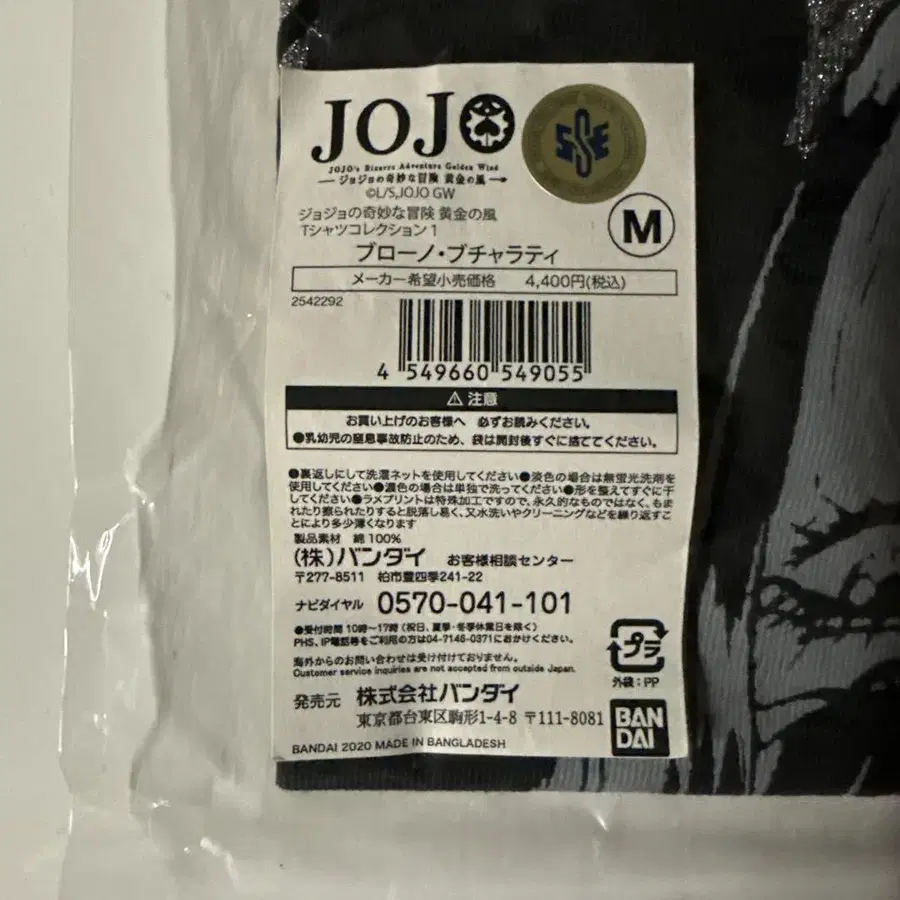 JOJO
JOJO's Bizarre Adventure Golden Wind
ジョジョの奇妙な冒険 黄金の風
©L/S,JOJO GW
SSE
M
ジョジョの奇妙な冒険 黄金の風
Tシャツコレクション1
ブローノ・ブチャラティ
メーカー希望小売価格 4,400円(税込)
2542292
4 549660 549055
⚠注意
お買い上げのお客様へ 必ずお読みください。
●乳幼児の窒息事故防止のため、袋は開封後すぐに捨ててください。
●裏返しにして洗濯ネットを使用してください●淡色の場合は無蛍光洗剤を
使用してください●濃色の場合は単独で洗ってください●形を整えてすぐに干
してください●ラメプリントは特殊加工ですので、永久的なものではなく、もま
れたり擦られたりすると脱落し易く、又水洗いやクリーニングなどを繰り返すこ
とにより多少薄くなります
製品素材 綿100%
(株)バンダイ お客様相談センター
〒277-8511 柏市豊四季241-22
ナビダイヤル 0570-041-101
●受付時間 10時~17時 (祝日、夏季・冬季休業日を除く)
PHS、IP電話等をご利用の方は04-7146-0371におかけください。
海外からのお問い合わせは受け付けておりません。
Customer service inquiries are not accepted from outside Japan.
プラ
外袋:PP
発売元 株式会社バンダイ
東京都台東区駒形1-4-8 〒111-8081
BANDAI 2020 MADE IN BANGLADESH
BAN
DAI